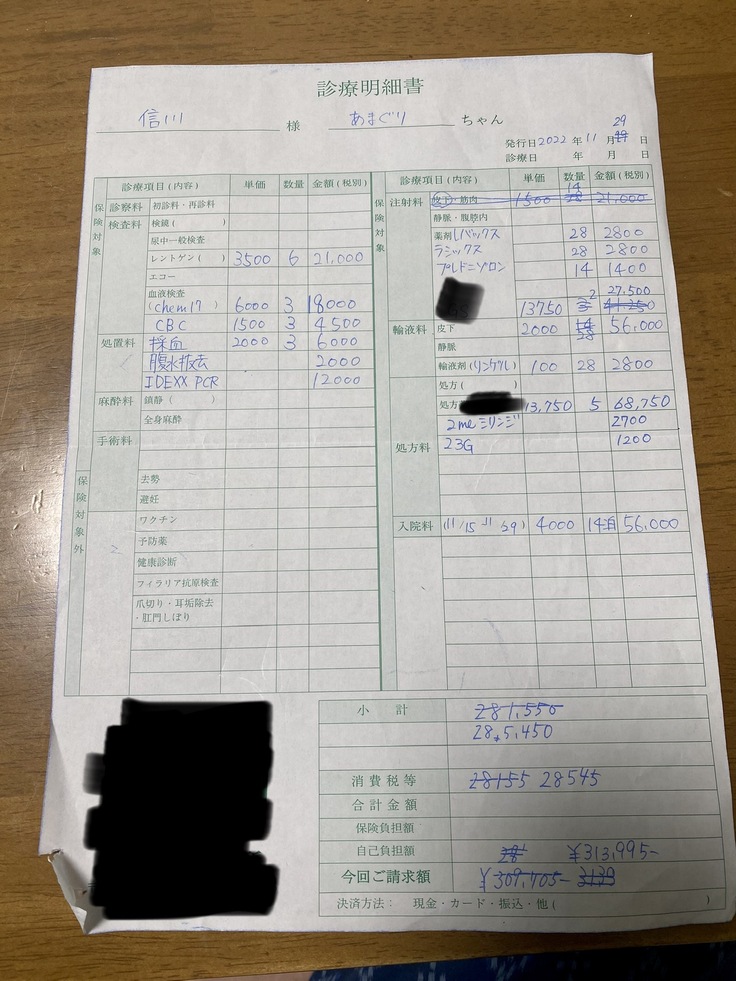 診療明細書
信川 様 あまぐり ちゃん
29
発行日 2022 年 11 月 日
診療日 年 月 日
診療項目(内容) 単価 数量 金額(税別)
保険対象
診察料 初診料・再診料
検査料 検鏡( )
尿中一般検査
レントゲン( ) 3500 6 21,000
エコー
血液検査
(chem17) 6000 3 18000
CBC 1500 3 4500
処置料 採血 2000 3 6000
腹水抜去 2000
IDEXX PCR 12000
麻酔料 鎮静( )
全身麻酔
手術料
保険対象外
去勢
避妊
ワクチン
予防薬
健康診断
フィラリア抗原検査
爪切り・耳垢除去
・肛門しぼり
診療項目(内容) 単価 数量 金額(税別)
保険対象
14
注射料 皮下・筋肉 1500 21,000
静脈・腹腔内
薬剤 レバックス 28 2800
ラシックス 28 2800
プレドニゾロン 14 1400
2 27,500
13750 3 41250
輸液料 皮下 2000 14 56,000
28
静脈
輸液剤(リンゲル) 100 28 2800
処方( )
処方 13,750 5 68,750
処方料
2mlシリンジ 2700
23G 1200
入院料 (11/15 11/29) 4000 14泊 56,000
小計 281,550
285,450
消費税等 28155 28545
合計金額
保険負担額
自己負担額 281 ¥313,995-
今回ご請求額 ¥309,705- 3139
決済方法: 現金・カード・振込・他( )